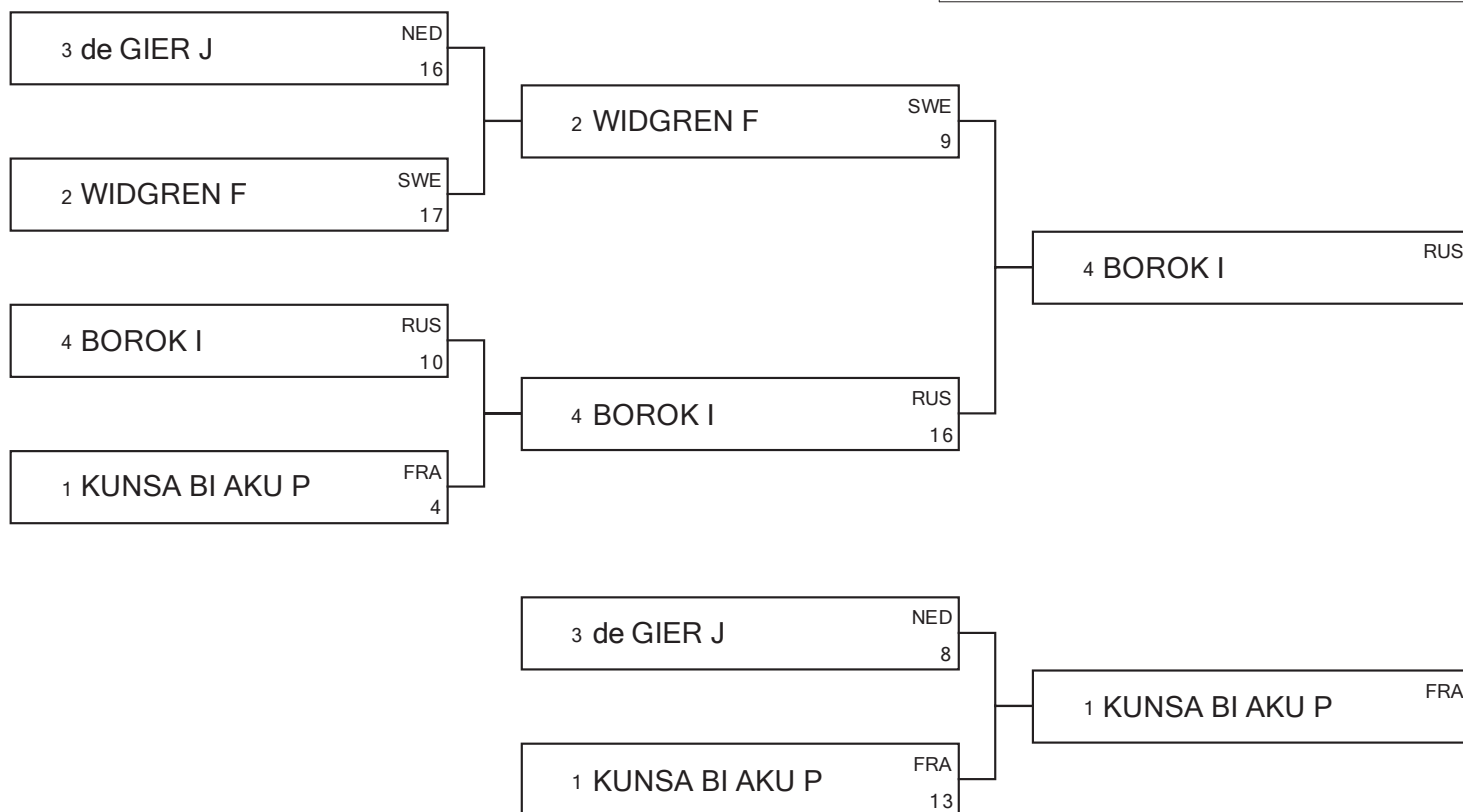 3 de GIER J NED 16
2 WIDGREN F SWE 17
4 BOROK I RUS 10
1 KUNSA BI AKU P FRA 4
2 WIDGREN F SWE 9
4 BOROK I RUS 16
4 BOROK I RUS
3 de GIER J NED 8
1 KUNSA BI AKU P FRA 13
1 KUNSA BI AKU P FRA